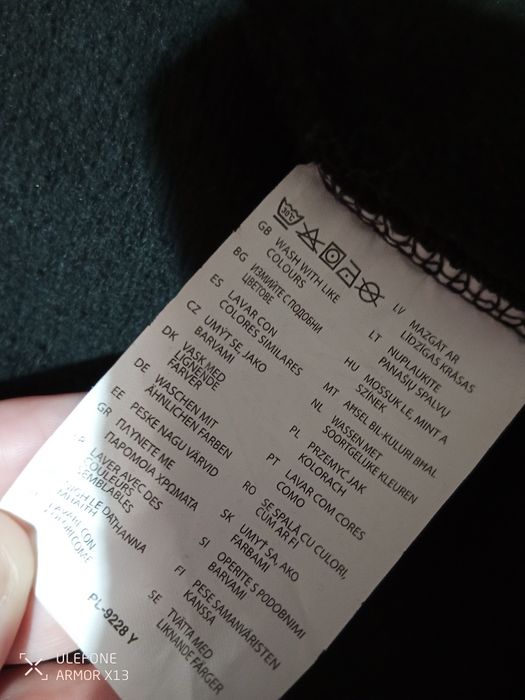 30°C
GB WASH WITH LIKE
COLOURS
BG ИЗМИЙТЕ С ПОДОБНИ
ЦВЕТОВЕ
ES LAVAR CON
COLORES SIMILARES
CZ UMÝT SE, JAKO
BARVAMI
DK VASK MED
LIGNENDE
FARVER
DE WASCHEN MIT
ÄHNLICHEN FARBEN
EE PESKE NAGU VÄRVID
GR ΠΛΥΝΕΤΕ ΜΕ
ΠΑΡΟΜΟΙΑ ΧΡΩΜΑΤΑ
LAVER AVEC DES
COULEURS
SEMBLABLES
LE DATHANNA
CON
COME
PL-9228 Y
LV MAZGĀT AR
LĪDZĪGAS KRĀSAS
LT NUPLAUKITE
PANAŠIŲ SPALVŲ
HU MOSSUK LE, MINT A
SZÍNEK
MT AĦSEL BIL-KULURI BĦAL
NL WASSEN MET
SOORTGELIJKE KLEUREN
PL PRZEMYĆ JAK
KOLORACH
PT LAVAR COM CORES
COMO
RO SE SPALĂ CU CULORI,
CUM AR FI
SK UMYŤ SA, AKO
FARBAMI
SI OPERITE S PODOBNIMI
BARVAMI
FI PESE SAMANVÄRISTEN
KANSSA
SE TVÄTTA MED
LIKNANDE FÄRGER
ULEFONE
ARMOR X13